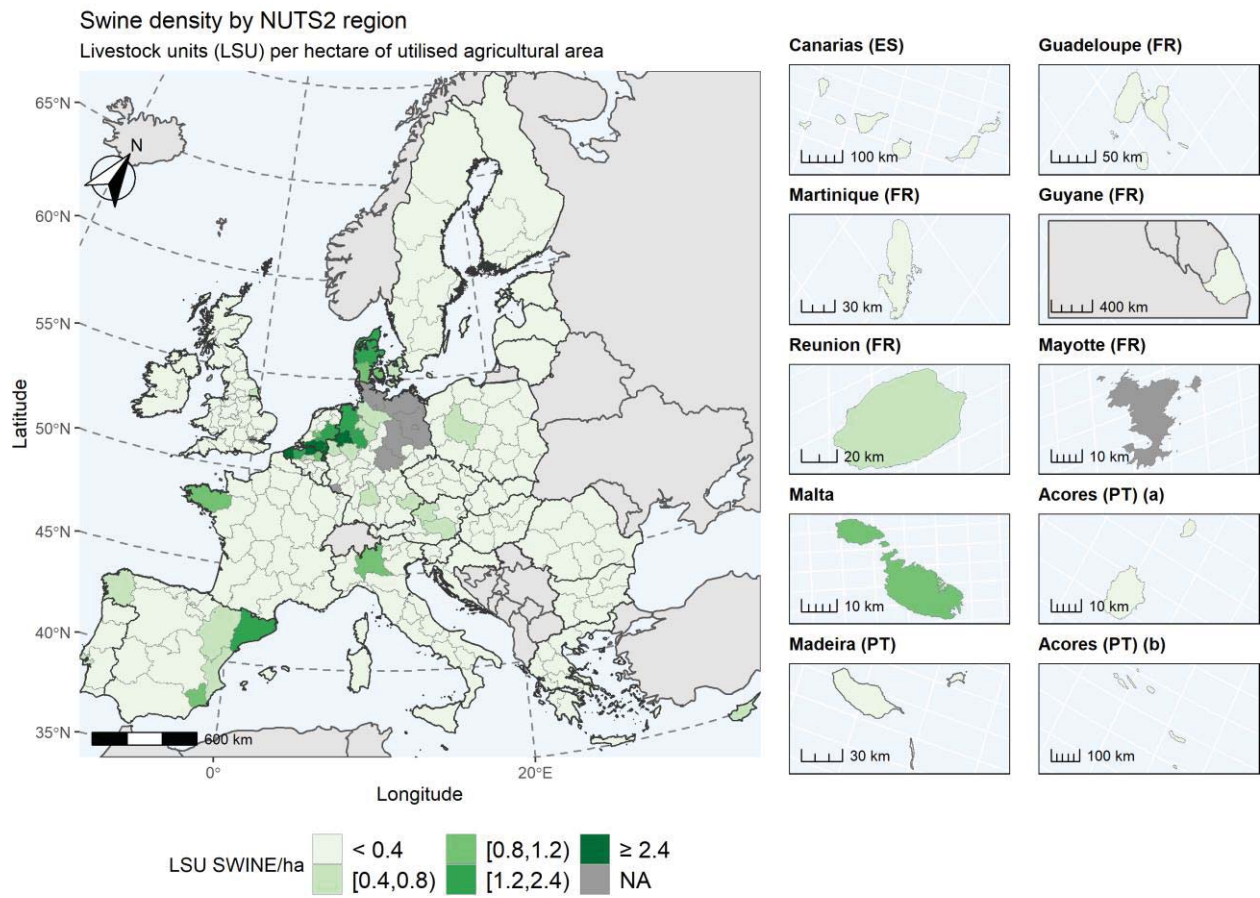 Swine density by NUTS2 region
Livestock units (LSU) per hectare of utilised agricultural area
65°N
60°N
55°N
50°N
45°N
40°N
35°N
Latitude
N
600 km
0°
20°E
Longitude
Canarias (ES)
100 km
Guadeloupe (FR)
50 km
Martinique (FR)
30 km
Guyane (FR)
400 km
Reunion (FR)
20 km
Mayotte (FR)
10 km
Malta
10 km
Acores (PT) (a)
10 km
Madeira (PT)
30 km
Acores (PT) (b)
100 km
LSU SWINE/ha
< 0.4
[0.4,0.8)
[0.8,1.2)
[1.2,2.4)
≥ 2.4
NA